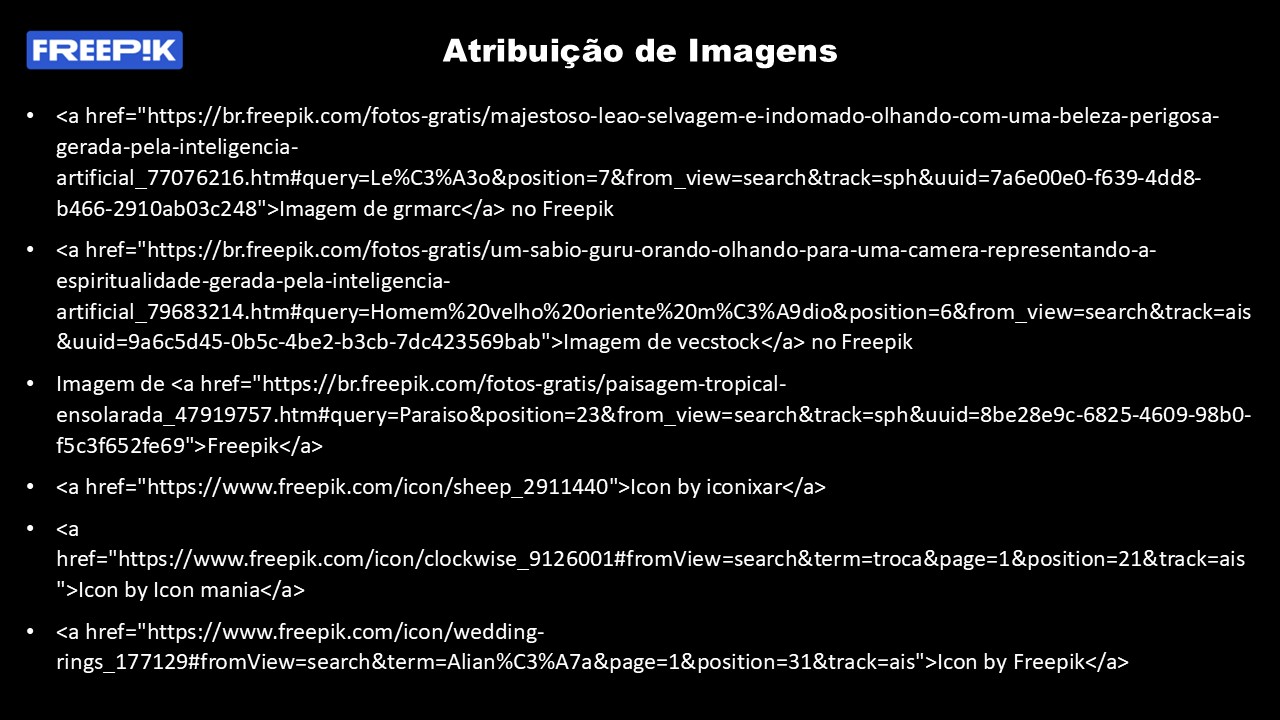 FREEP!K
Atribuição de Imagens
• <a href="https://br.freepik.com/fotos-gratis/majestoso-leao-selvagem-e-indomado-olhando-com-uma-beleza-perigosa-
gerada-pela-inteligencia-
artificial_77076216.htm#query=Le%C3%A3o&position=7&from_view=search&track=sph&uuid=7a6e00e0-f639-4dd8-
b466-2910ab03c248">Imagem de grmarc</a> no Freepik
• <a href="https://br.freepik.com/fotos-gratis/um-sabio-guru-orando-olhando-para-uma-camera-representando-a-
espiritualidade-gerada-pela-inteligencia-
artificial_79683214.htm#query=Homem%20velho%20oriente%20m%C3%A9dio&position=6&from_view=search&track=ais
&uuid=9a6c5d45-0b5c-4be2-b3cb-7dc423569bab">Imagem de vecstock</a> no Freepik
• Imagem de <a href="https://br.freepik.com/fotos-gratis/paisagem-tropical-
ensolarada_47919757.htm#query=Paraiso&position=23&from_view=search&track=sph&uuid=8be28e9c-6825-4609-98b0-
f5c3f652fe69">Freepik</a>
• <a href="https://www.freepik.com/icon/sheep_2911440">Icon by iconixar</a>
• <a
href="https://www.freepik.com/icon/clockwise_9126001#fromView=search&term=troca&page=1&position=21&track=ais
">Icon by Icon mania</a>
• <a href="https://www.freepik.com/icon/wedding-
rings_177129#fromView=search&term=Alian%C3%A7a&page=1&position=31&track=ais">Icon by Freepik</a>